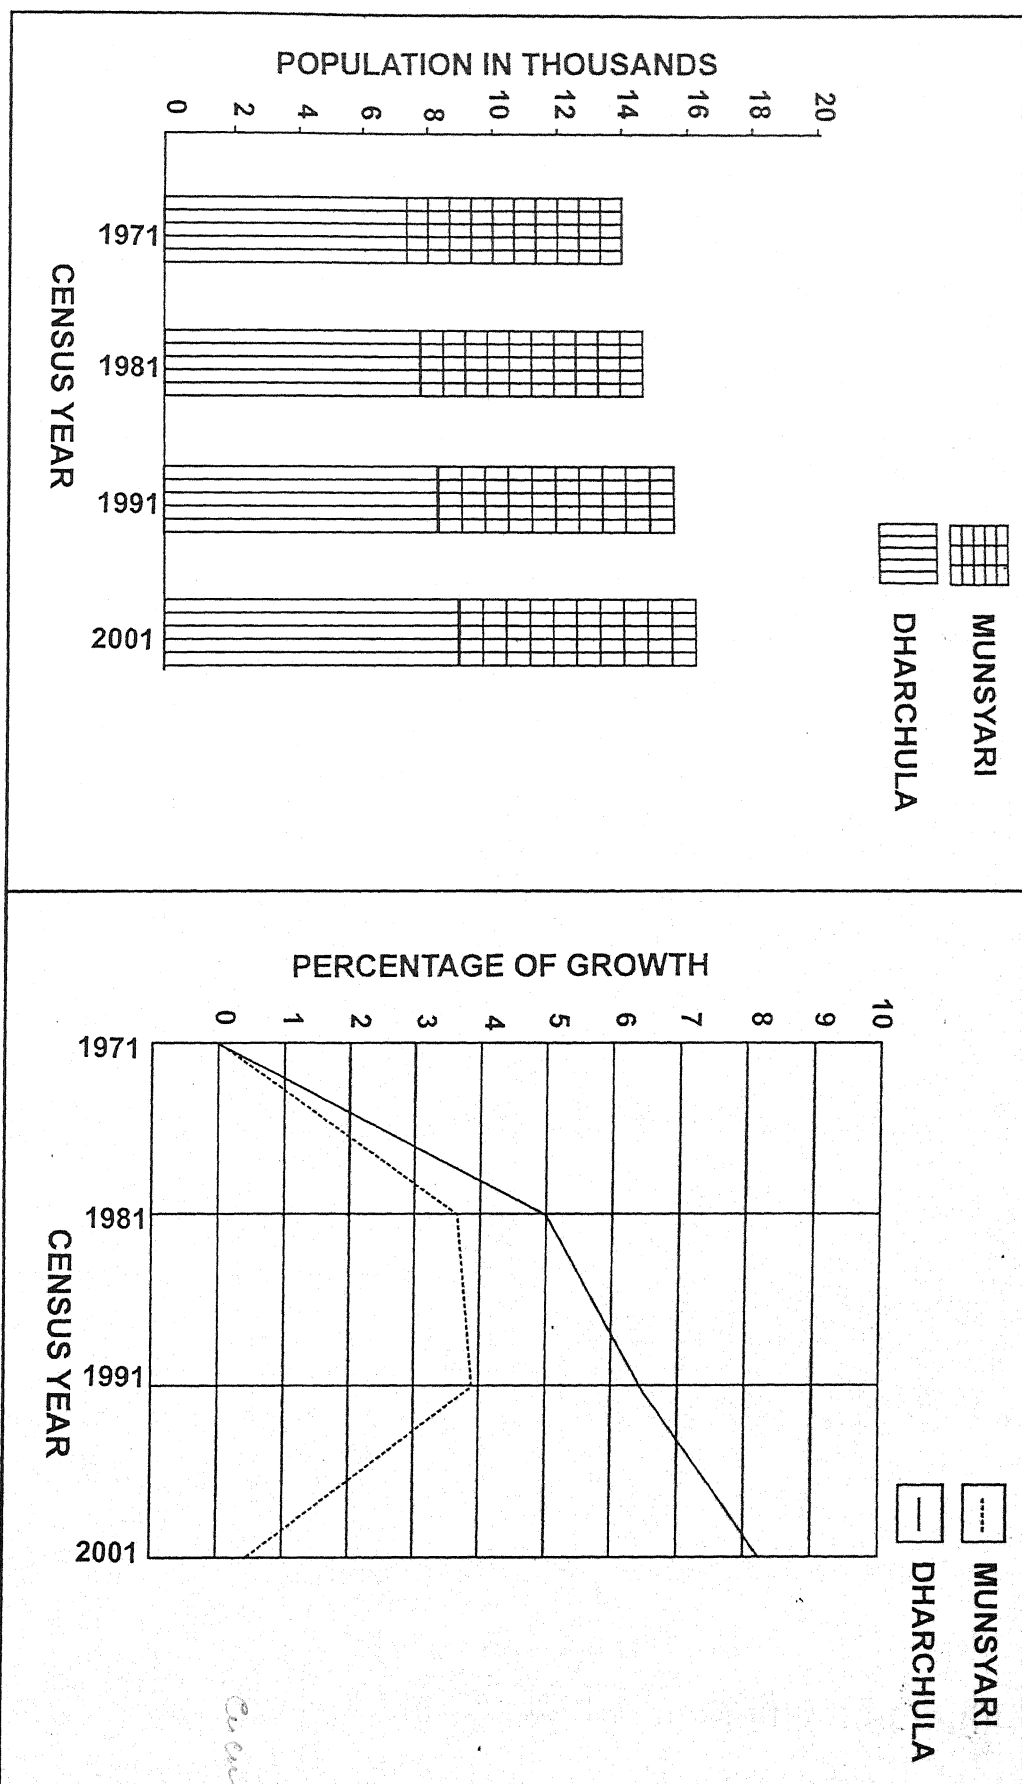 POPULATION IN THOUSANDS
0 2 4 6 8 10 12 14 16 18 20
1971
1981
1991
2001
CENSUS YEAR
MUNSYARI
DHARCHULA
PERCENTAGE OF GROWTH
0 1 2 3 4 5 6 7 8 9 10
1971
1981
1991
2001
CENSUS YEAR
MUNSYARI
DHARCHULA